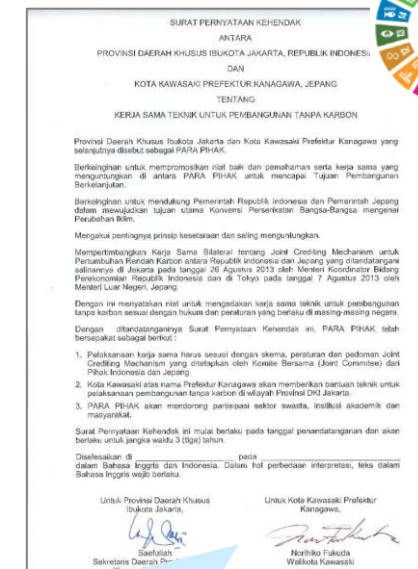 SURAT PERNYATAAN KEHENDAK
ANTARA
PROVINSI DAERAH KHUSUS IBUKOTA JAKARTA, REPUBLIK INDONESIA
DAN
KOTA KAWASAKI PREFEKTUR KANAGAWA, JEPANG
TENTANG
KERJA SAMA TEKNIK UNTUK PEMBANGUNAN TANPA KARBON
Provinsi Daerah Khusus Ibukota Jakarta dan Kota Kawasaki Prefektur Kanagawa yang
selanjutnya disebut sebagai PARA PIHAK.
Berkeinginan untuk mempromosikan niat baik dan pemahaman serta kerja sama yang
menguntungkan di antara PARA PIHAK untuk mencapai Tujuan Pembangunan
Berkelanjutan.
Berkeinginan untuk mendukung Pemerintah Republik Indonesia dan Pemerintah Jepang
dalam mewujudkan tujuan utama Konvensi Perserikatan Bangsa-Bangsa mengenai
Perubahan Iklim.
Mengakui pentingnya prinsip kesetaraan dan saling menguntungkan.
Mempertimbangkan Kerja Sama Bilateral tentang Joint Crediting Mechanism untuk
Pertumbuhan Rendah Karbon antara Republik Indonesia dan Jepang yang ditandatangani
salinannya di Jakarta pada tanggal 26 Agustus 2013 oleh Menteri Koordinator Bidang
Perekonomian Republik Indonesia dan di Tokyo pada tanggal 7 Agustus 2013 oleh
Menteri Luar Negeri, Jepang.
Dengan ini menyatakan niat untuk mengadakan kerja sama teknik untuk pembangunan
tanpa karbon sesuai dengan hukum dan peraturan yang berlaku di masing-masing negara.
Dengan ditandatanganinya Surat Pernyataan Kehendak ini, PARA PIHAK telah
bersepakat sebagai berikut :
1. Pelaksanaan kerja sama harus sesuai dengan skema, peraturan dan pedoman Joint
Crediting Mechanism yang ditetapkan oleh Komite Bersama (Joint Commitee) dari
Pihak Indonesia dan Jepang.
2. Kota Kawasaki atas nama Prefektur Kanagawa akan memberikan bantuan teknik untuk
pelaksanaan pembangunan tanpa karbon di wilayah Provinsi DKI Jakarta.
3. PARA PIHAK akan mendorong partisipasi sektor swasta, institusi akademik dan
masyarakat.
Surat Pernyataan Kehendak ini mulai berlaku pada tanggal penandatanganan dan akan
berlaku untuk jangka waktu 3 (tiga) tahun.
Diselesaikan di pada
dalam Bahasa Inggris dan Indonesia. Dalam hal perbedaan interpretasi, teks dalam
Bahasa Inggris wajib berlaku.
Untuk Provinsi Daerah Khusus
Ibukota Jakarta,
Saefullah
Sekretaris Daerah
Untuk Kota Kawasaki Prefektur
Kanagawa,
Norihiko Fukuda
Walikota Kawasaki